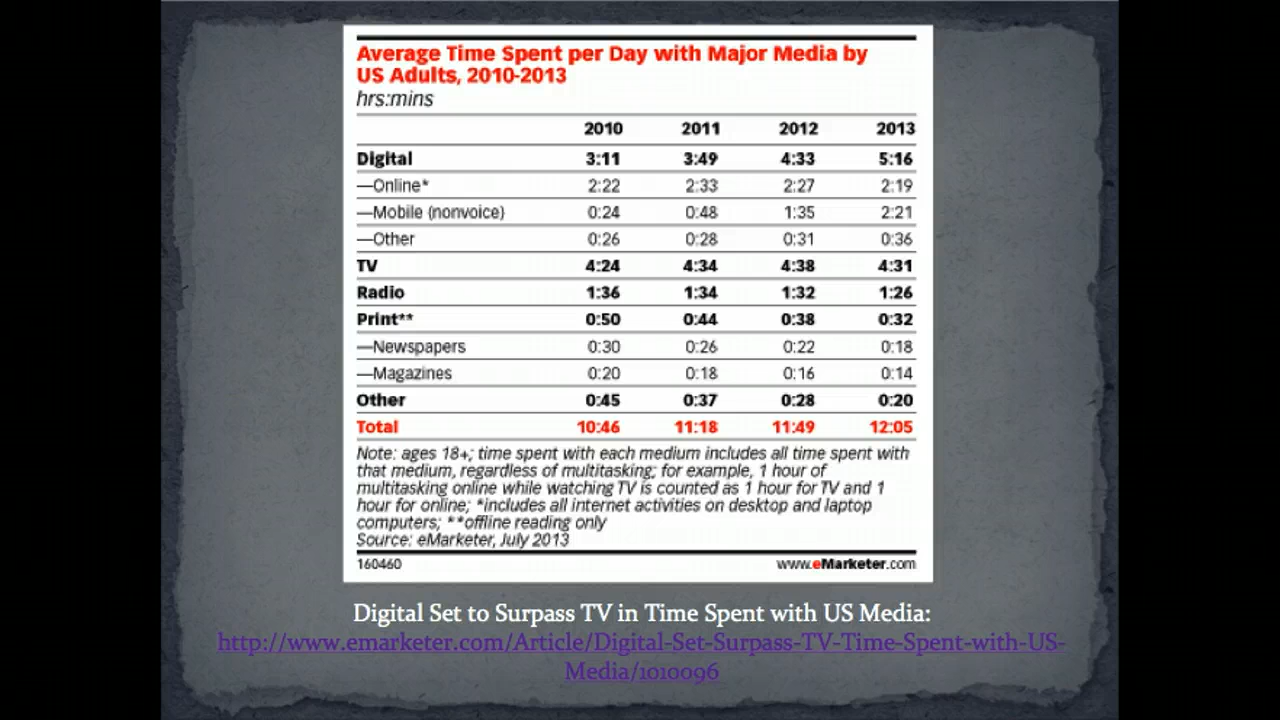 Average Time Spent per Day with Major Media by
US Adults, 2010-2013
hrs:mins
2010 2011 2012 2013
Digital 3:11 3:49 4:33 5:16
—Online* 2:22 2:33 2:27 2:19
—Mobile (nonvoice) 0:24 0:48 1:35 2:21
—Other 0:26 0:28 0:31 0:36
TV 4:24 4:34 4:38 4:31
Radio 1:36 1:34 1:32 1:26
Print** 0:50 0:44 0:38 0:32
—Newspapers 0:30 0:26 0:22 0:18
—Magazines 0:20 0:18 0:16 0:14
Other 0:45 0:37 0:28 0:20
Total 10:46 11:18 11:49 12:05
Note: ages 18+; time spent with each medium includes all time spent with
that medium, regardless of multitasking; for example, 1 hour of
multitasking online while watching TV is counted as 1 hour for TV and 1
hour for online; *includes all internet activities on desktop and laptop
computers; **offline reading only
Source: eMarketer, July 2013
160460 www.eMarketer.com
Digital Set to Surpass TV in Time Spent with US Media:
http://www.emarketer.com/Article/Digital-Set-Surpass-TV-Time-Spent-with-US-
Media/1010096